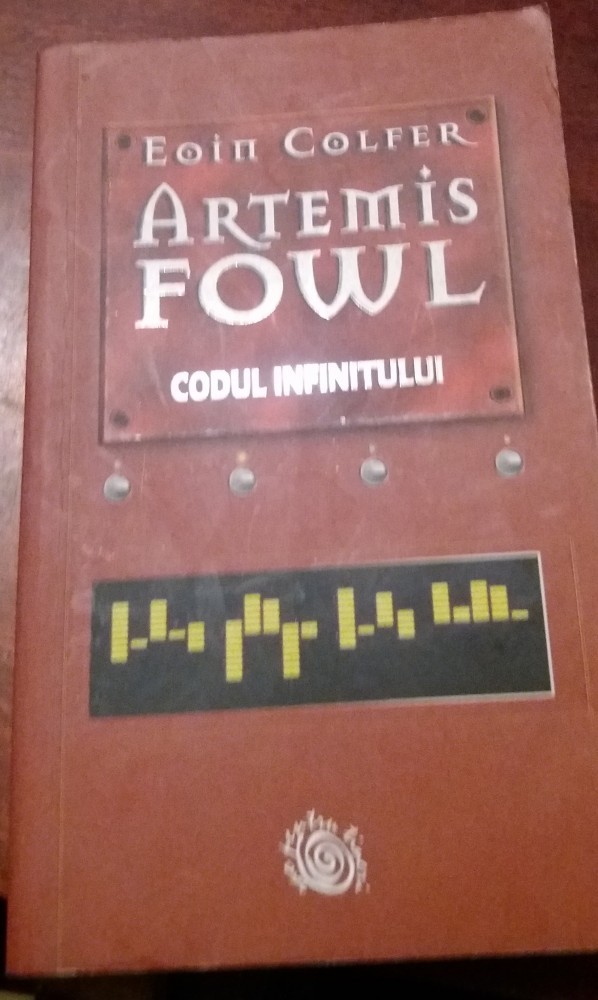 Eoin Colfer
ARTEMIS
FOWL
CODUL INFINITULUI